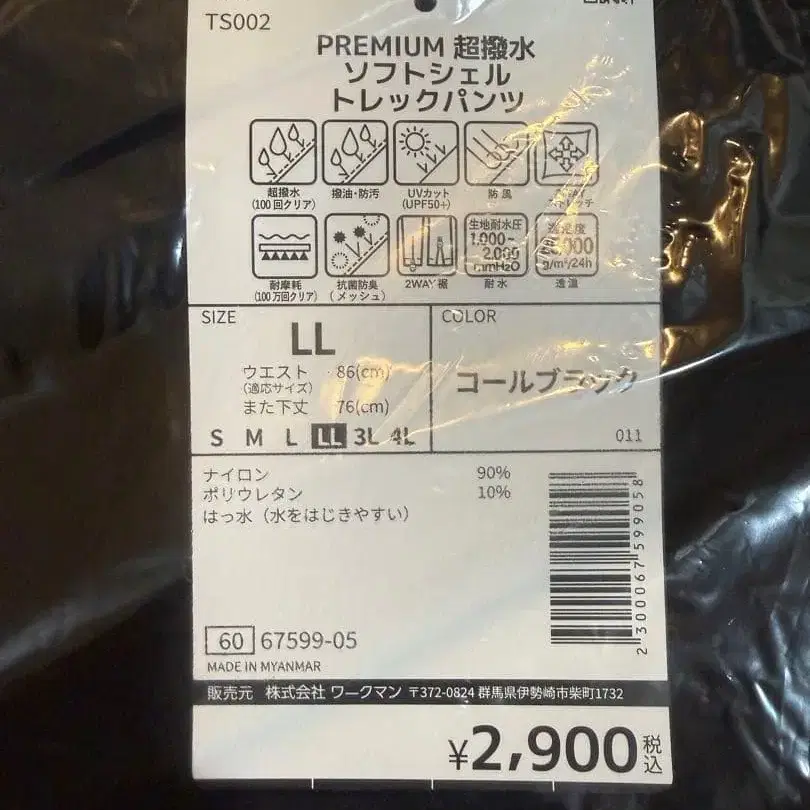 TS002
PREMIUM 超撥水
ソフトシェル
トレックパンツ
超撥水
(100回クリア)
撥油・防汚
UVカット
(UPF50+)
防風
ストレッチ
耐摩耗
(100万回クリア)
抗菌防臭
(メッシュ)
2WAY裾
生地耐水圧
1,000~
2,000
mmH2O
耐水
透湿度
g/m²/24h
透湿
SIZE
LL
ウエスト 86(cm)
(適応サイズ)
また下丈 76(cm)
S M L LL 3L 4L
COLOR
コールブラック
011
ナイロン 90%
ポリウレタン 10%
はっ水（水をはじきやすい）
2300067599058
60 67599-05
MADE IN MYANMAR
販売元 株式会社 ワークマン 〒372-0824 群馬県伊勢崎市柴町1732
¥2,900税込